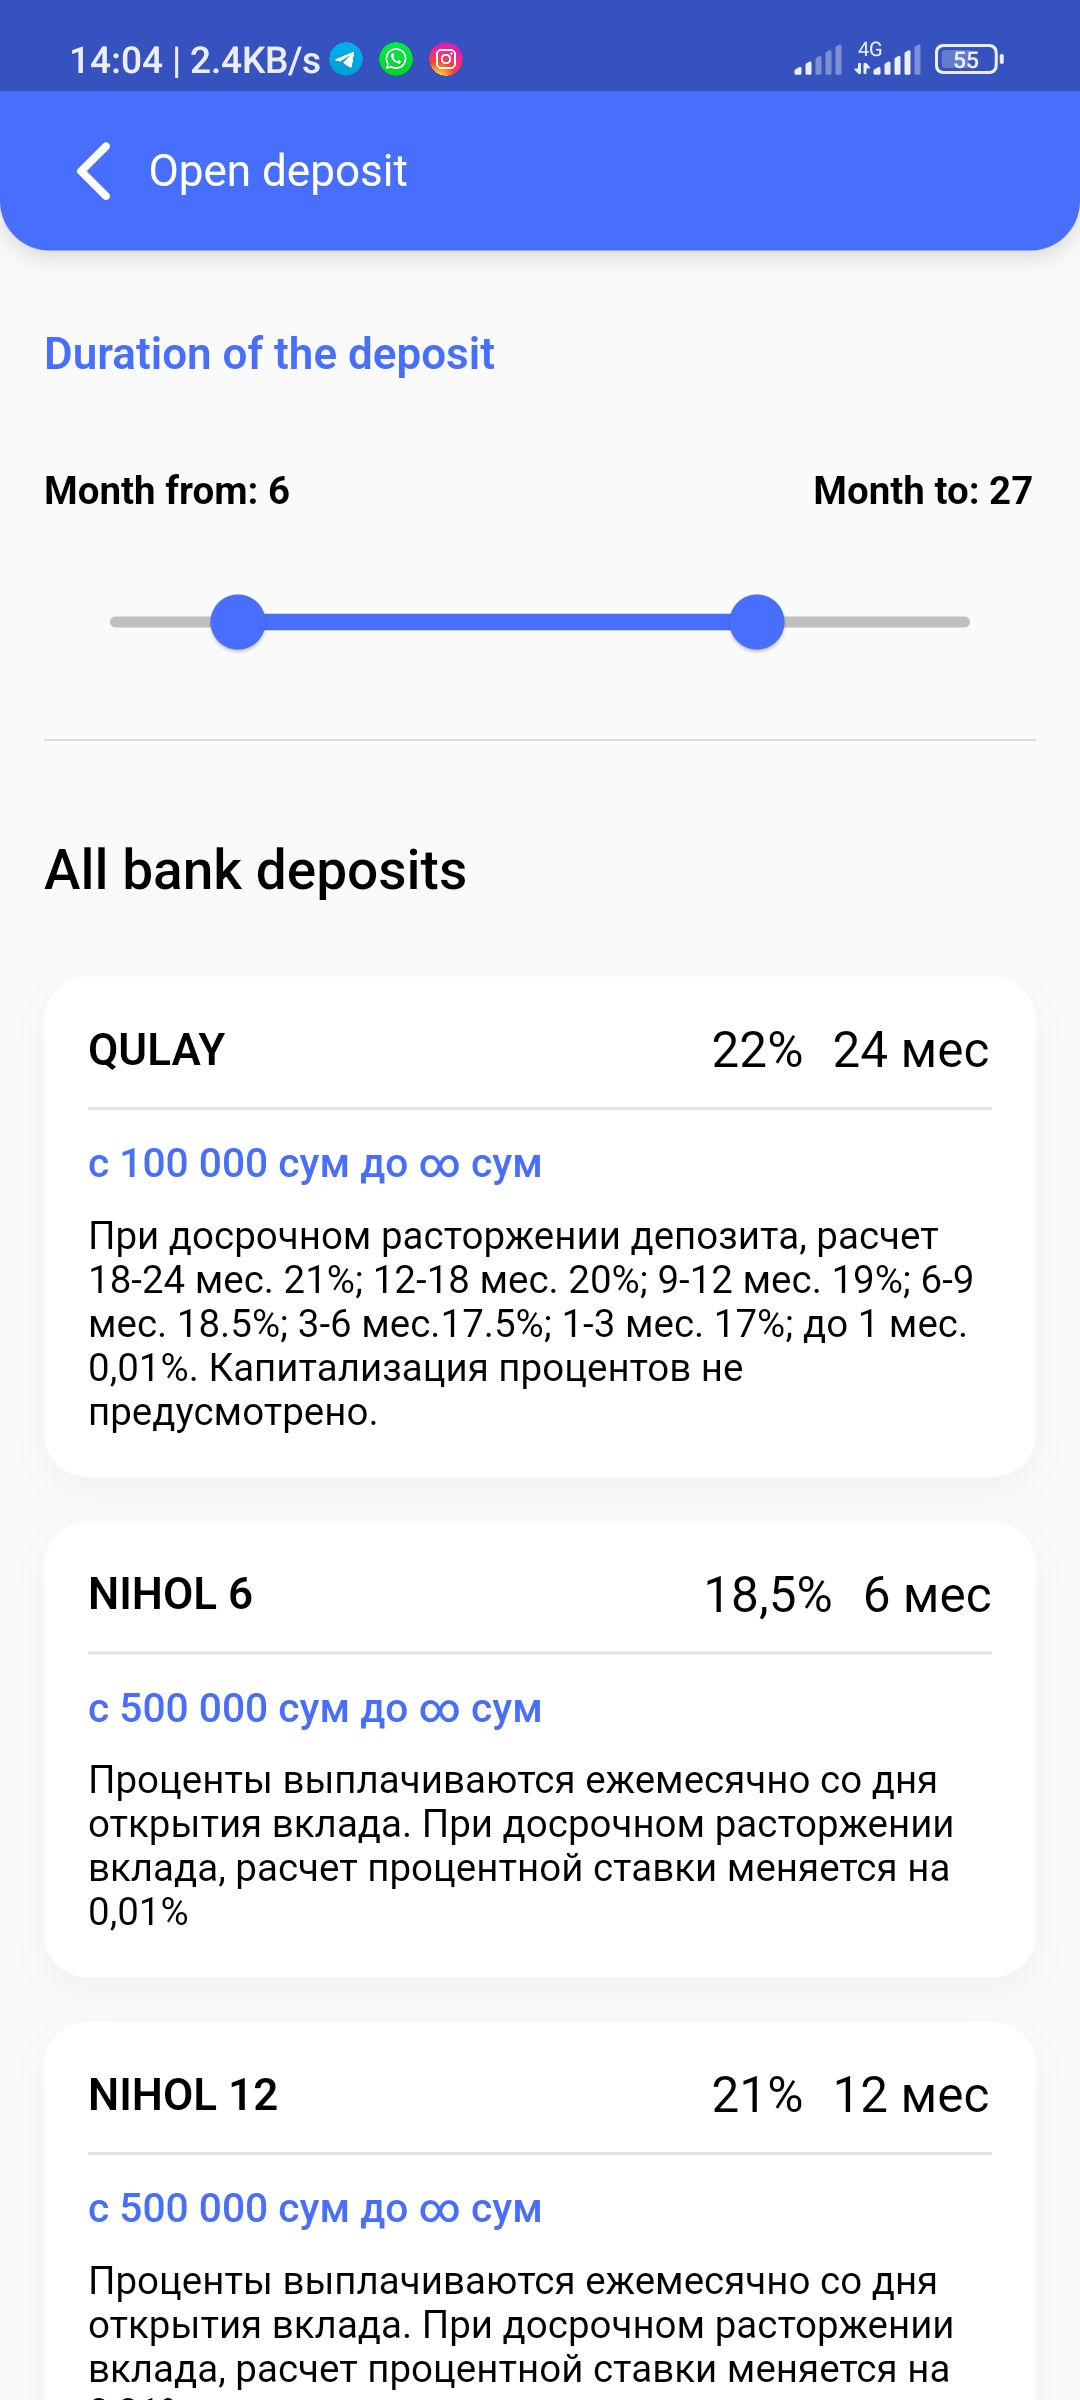 14:04 | 2.4KB/s 4G 55
Open deposit
Duration of the deposit
Month from: 6 Month to: 27
All bank deposits
QULAY 22% 24 мес
с 100 000 сум до ∞ сум
При досрочном расторжении депозита, расчет
18-24 мес. 21%; 12-18 мес. 20%; 9-12 мес. 19%; 6-9
мес. 18.5%; 3-6 мес.17.5%; 1-3 мес. 17%; до 1 мес.
0,01%. Капитализация процентов не
предусмотрено.
NIHOL 6 18,5% 6 мес
с 500 000 сум до ∞ сум
Проценты выплачиваются ежемесячно со дня
открытия вклада. При досрочном расторжении
вклада, расчет процентной ставки меняется на
0,01%
NIHOL 12 21% 12 мес
с 500 000 сум до ∞ сум
Проценты выплачиваются ежемесячно со дня
открытия вклада. При досрочном расторжении
вклада, расчет процентной ставки меняется на